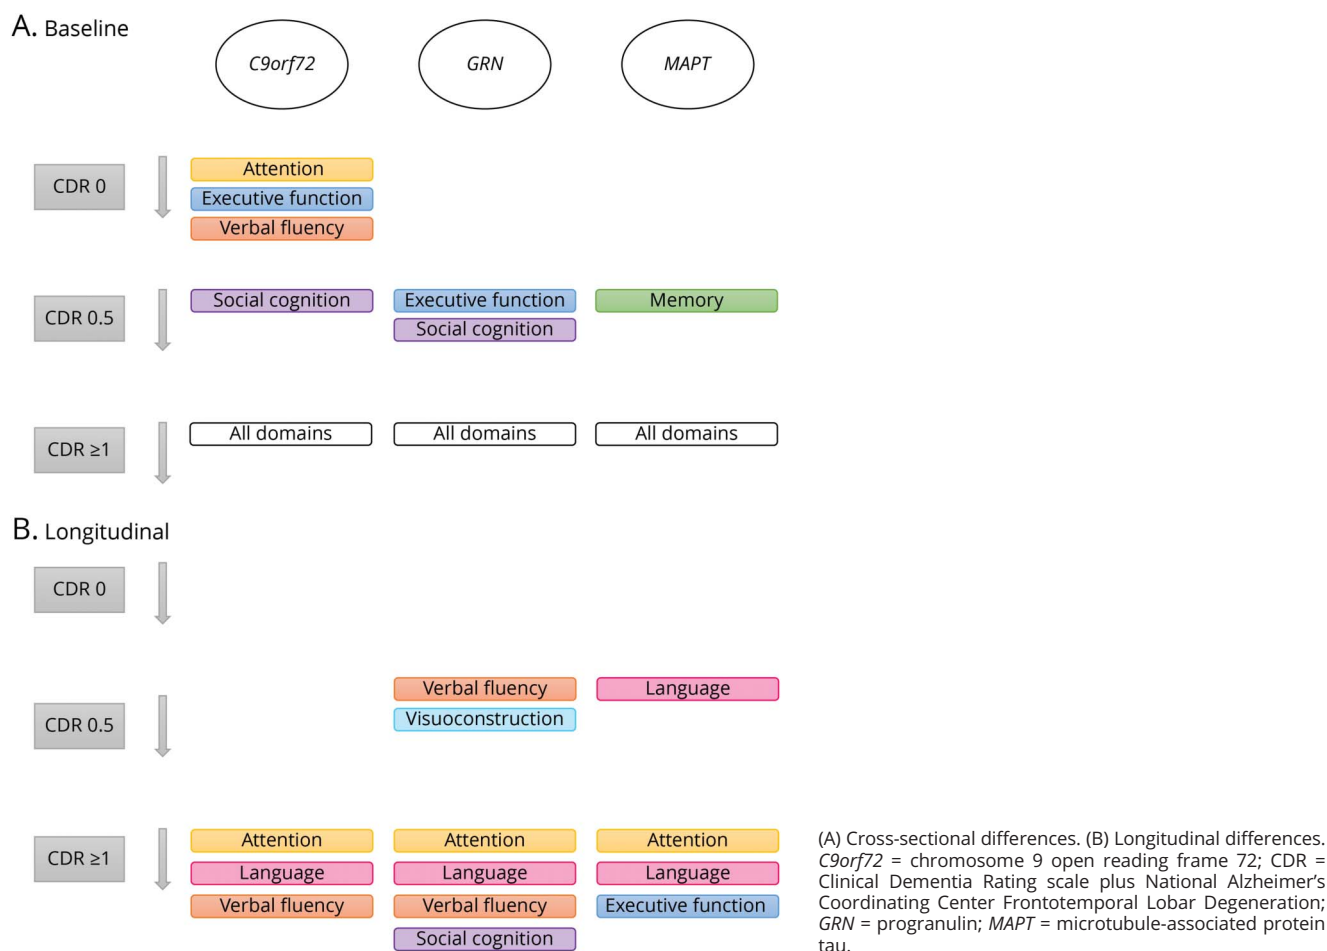 A. Baseline
C9orf72 GRN MAPT
CDR 0
Attention
Executive function
Verbal fluency
CDR 0.5
Social cognition Executive function Memory
Social cognition
CDR ≥1
All domains All domains All domains
B. Longitudinal
CDR 0
CDR 0.5
Verbal fluency Language
Visuoconstruction
CDR ≥1
Attention Attention Attention
Language Language Language
Verbal fluency Verbal fluency Executive function
Social cognition
(A) Cross-sectional differences. (B) Longitudinal differences.
C9orf72 = chromosome 9 open reading frame 72; CDR =
Clinical Dementia Rating scale plus National Alzheimer’s
Coordinating Center Frontotemporal Lobar Degeneration;
GRN = progranulin; MAPT = microtubule-associated protein
tau.